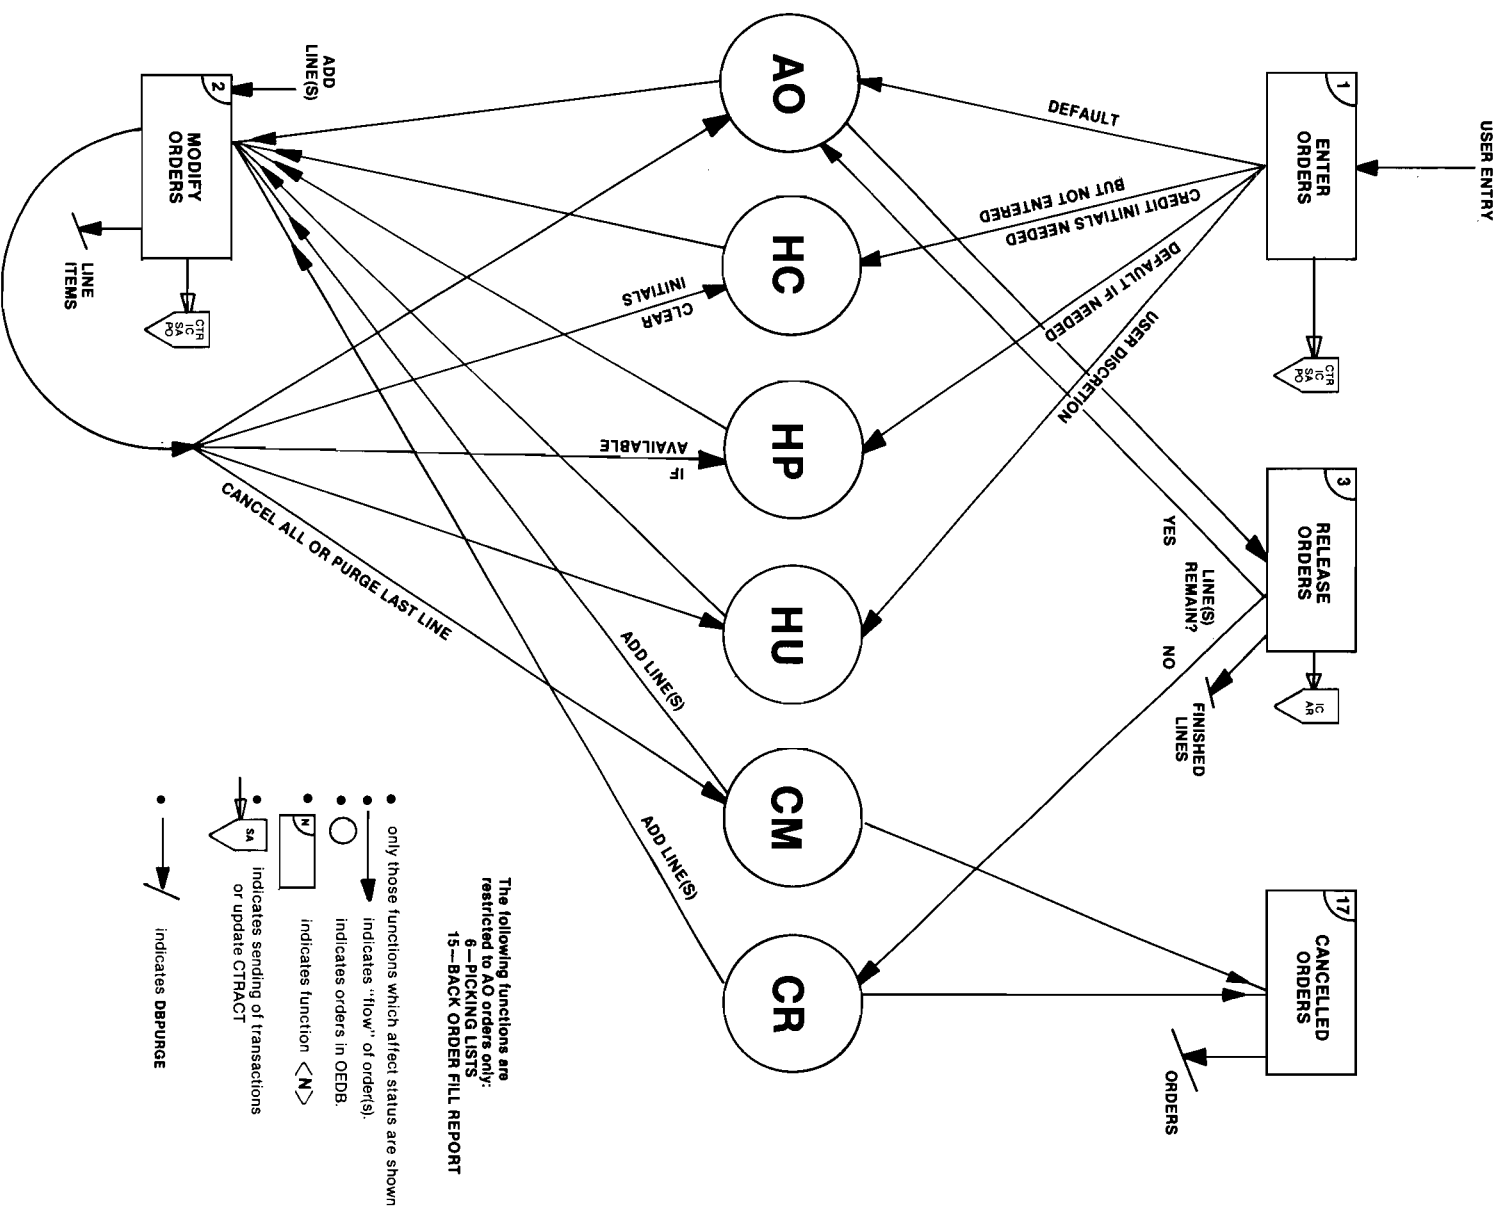 USER ENTRY
1
ENTER
ORDERS
CTR
IC
SA
PO
3
RELEASE
ORDERS
IC
AR
17
CANCELLED
ORDERS
DEFAULT
CREDIT INITIALS NEEDED
BUT NOT ENTERED
DEFAULT IF NEEDED
USER DISCRETION
YES
LINE(S)
REMAIN?
NO
FINISHED
LINES
ORDERS
AO
HC
HP
HU
CM
CR
CLEAR
INITIALS
IF
AVAILABLE
ADD LINE(S)
ADD LINE(S)
CANCEL ALL OR PURGE LAST LINE
ADD
LINE(S)
2
MODIFY
ORDERS
CTR
IC
SA
PO
LINE
ITEMS
The following functions are
restricted to AO orders only:
6—PICKING LISTS
15—BACK ORDER FILL REPORT
• only those functions which affect status are shown
• indicates "flow" of order(s).
• indicates orders in OEDB.
• N indicates function <N>
• SA indicates sending of transactions
or update CTRACT
• indicates DBPURGE